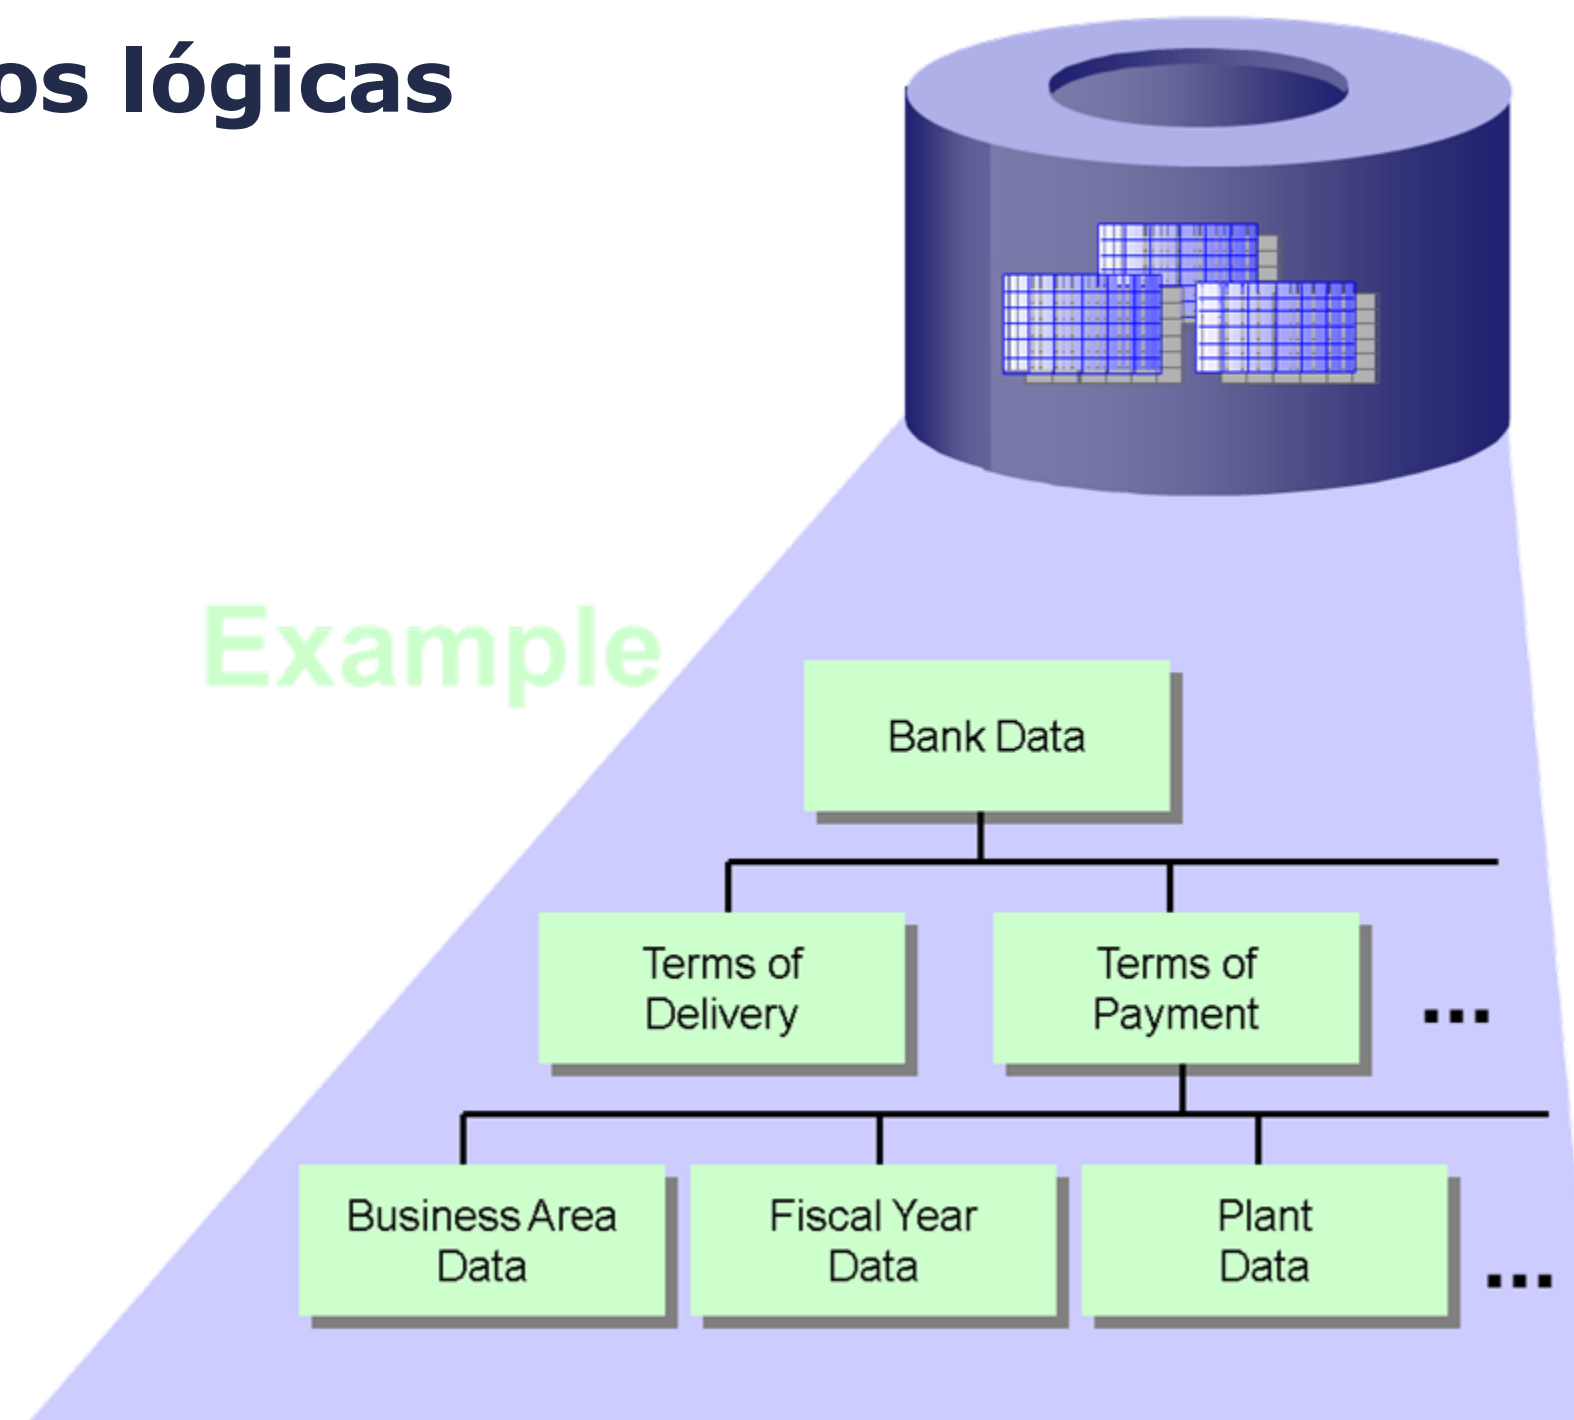 os lógicas
Example
Bank Data
Terms of
Delivery
Terms of
Payment
...
Business Area
Data
Fiscal Year
Data
Plant
Data
...